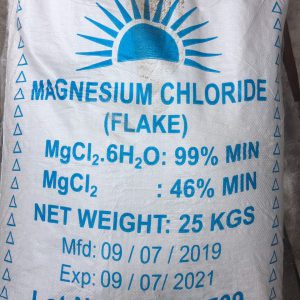 MAGNESIUM CHLORIDE
(FLAKE)
MgCl₂.6H₂O: 99% MIN
MgCl₂ : 46% MIN
NET WEIGHT: 25 KGS
Mfd: 09 / 07 / 2019
Exp: 09 / 07 / 2021